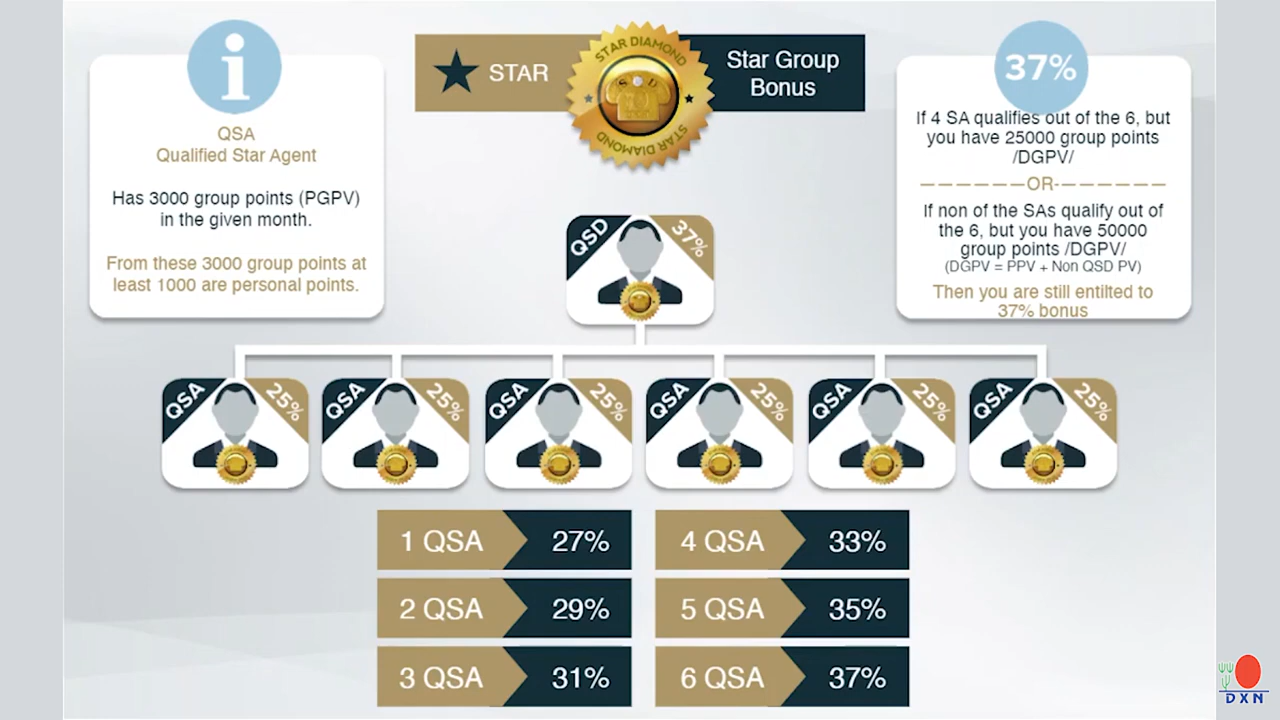 STAR
STAR DIAMOND
STAR DIAMOND
Star Group
Bonus
QSA
Qualified Star Agent
Has 3000 group points (PGPV)
in the given month.
From these 3000 group points at
least 1000 are personal points.
37%
If 4 SA qualifies out of the 6, but
you have 25000 group points
/DGPV/
------OR-------
If non of the SAs qualify out of
the 6, but you have 50000
group points /DGPV/
(DGPV = PPV + Non QSD PV)
Then you are still entilted to
37% bonus
QSD 37%
QSA 25%
QSA 25%
QSA 25%
QSA 25%
QSA 25%
QSA 25%
1 QSA 27%
2 QSA 29%
3 QSA 31%
4 QSA 33%
5 QSA 35%
6 QSA 37%
DXN